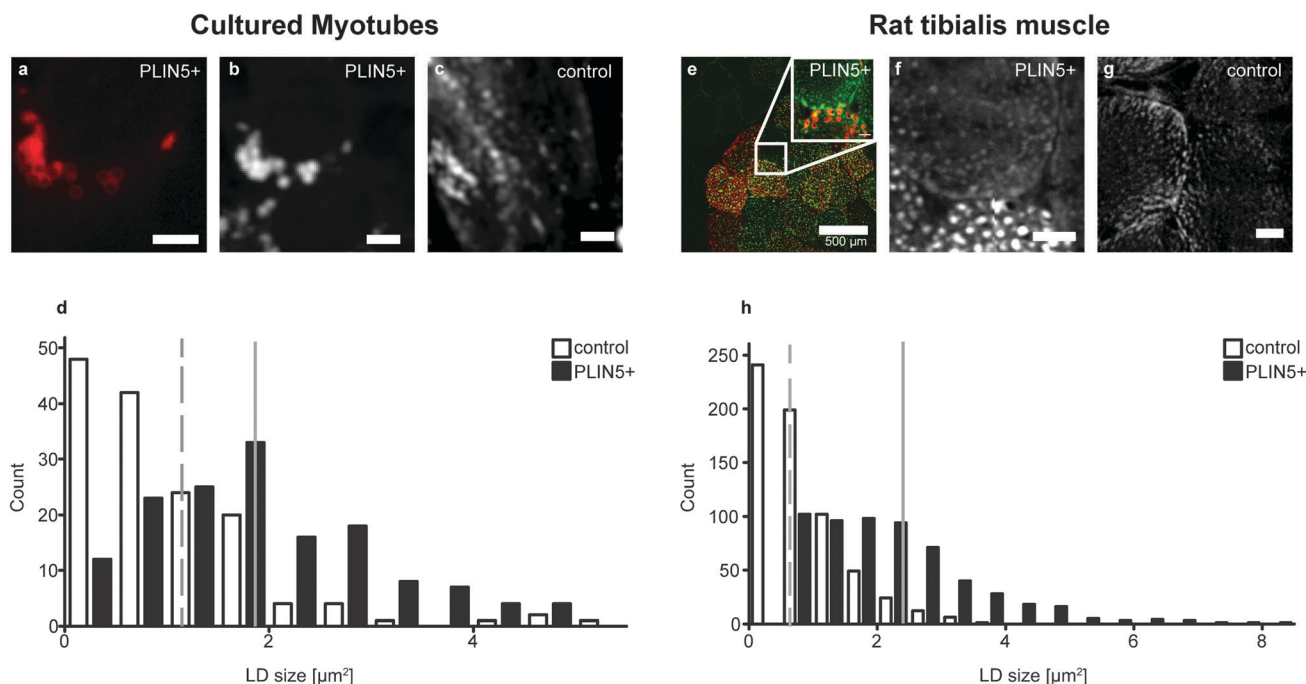 Cultured Myotubes
Rat tibialis muscle
a PLIN5+
b PLIN5+
c control
e PLIN5+
500 µm
f PLIN5+
g control
d
50
40
30
20
10
0
Count
control
PLIN5+
0 2 4
LD size [µm²]
h
250
200
150
100
50
0
Count
control
PLIN5+
0 2 4 6 8
LD size [µm²]